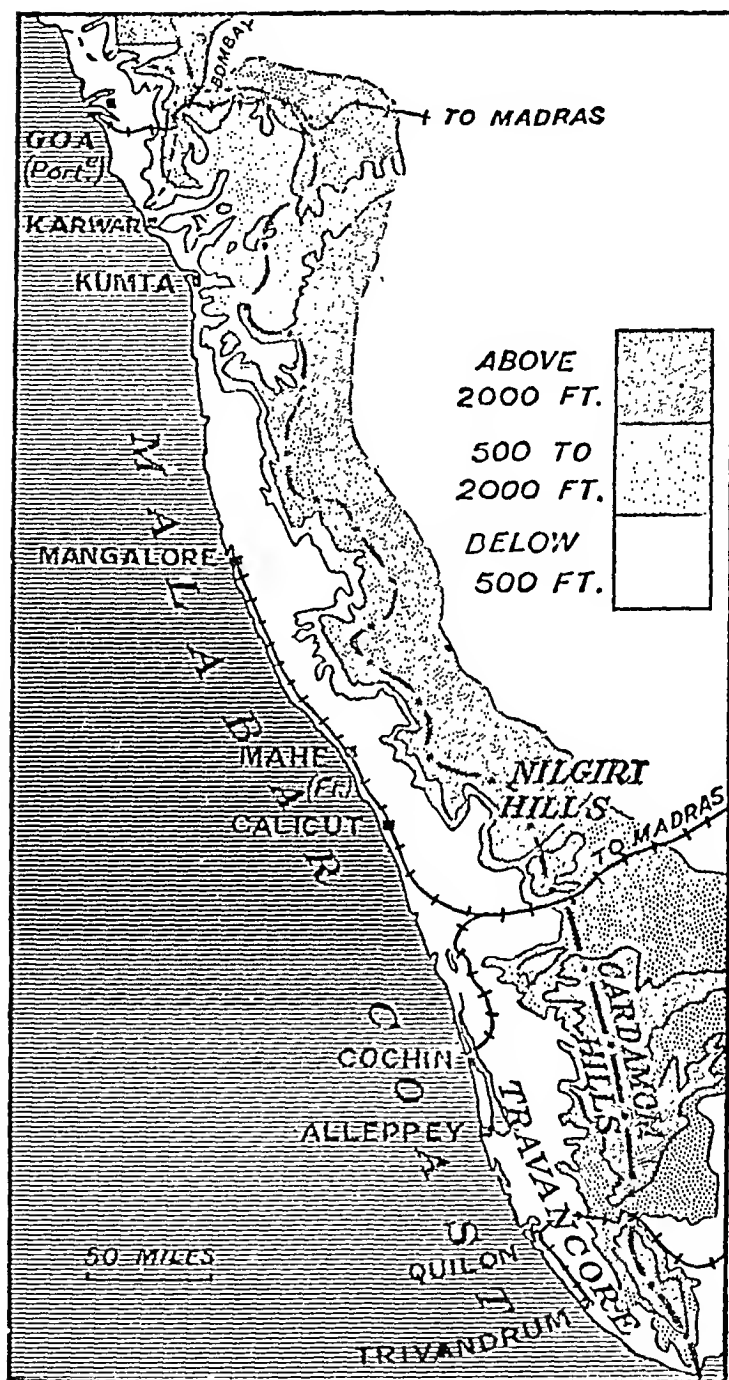 BOMBAY
TO MADRAS
GOA
(Port.)
KARWAR
KUMTA
ABOVE
2000 FT.
500 TO
2000 FT.
BELOW
500 FT.
MALABAR COAST
MANGALORE
MAHE
(Fr.)
CALICUT
NILGIRI
HILLS
TO MADRAS
CARDAMOM
HILLS
COCHIN
ALLEPPEY
TRAVANCORE
50 MILES
QUILON
TRIVANDRUM